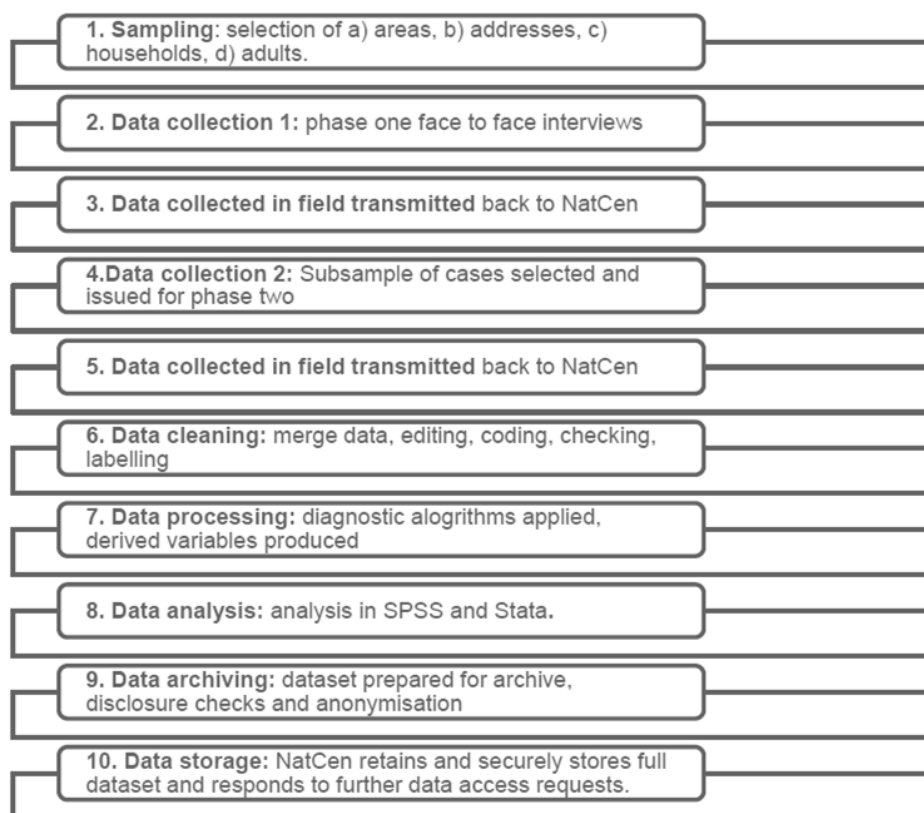 1. Sampling: selection of a) areas, b) addresses, c)
households, d) adults.
2. Data collection 1: phase one face to face interviews
3. Data collected in field transmitted back to NatCen
4.Data collection 2: Subsample of cases selected and
issued for phase two
5. Data collected in field transmitted back to NatCen
6. Data cleaning: merge data, editing, coding, checking,
labelling
7. Data processing: diagnostic alogrithms applied,
derived variables produced
8. Data analysis: analysis in SPSS and Stata.
9. Data archiving: dataset prepared for archive,
disclosure checks and anonymisation
10. Data storage: NatCen retains and securely stores full
dataset and responds to further data access requests.